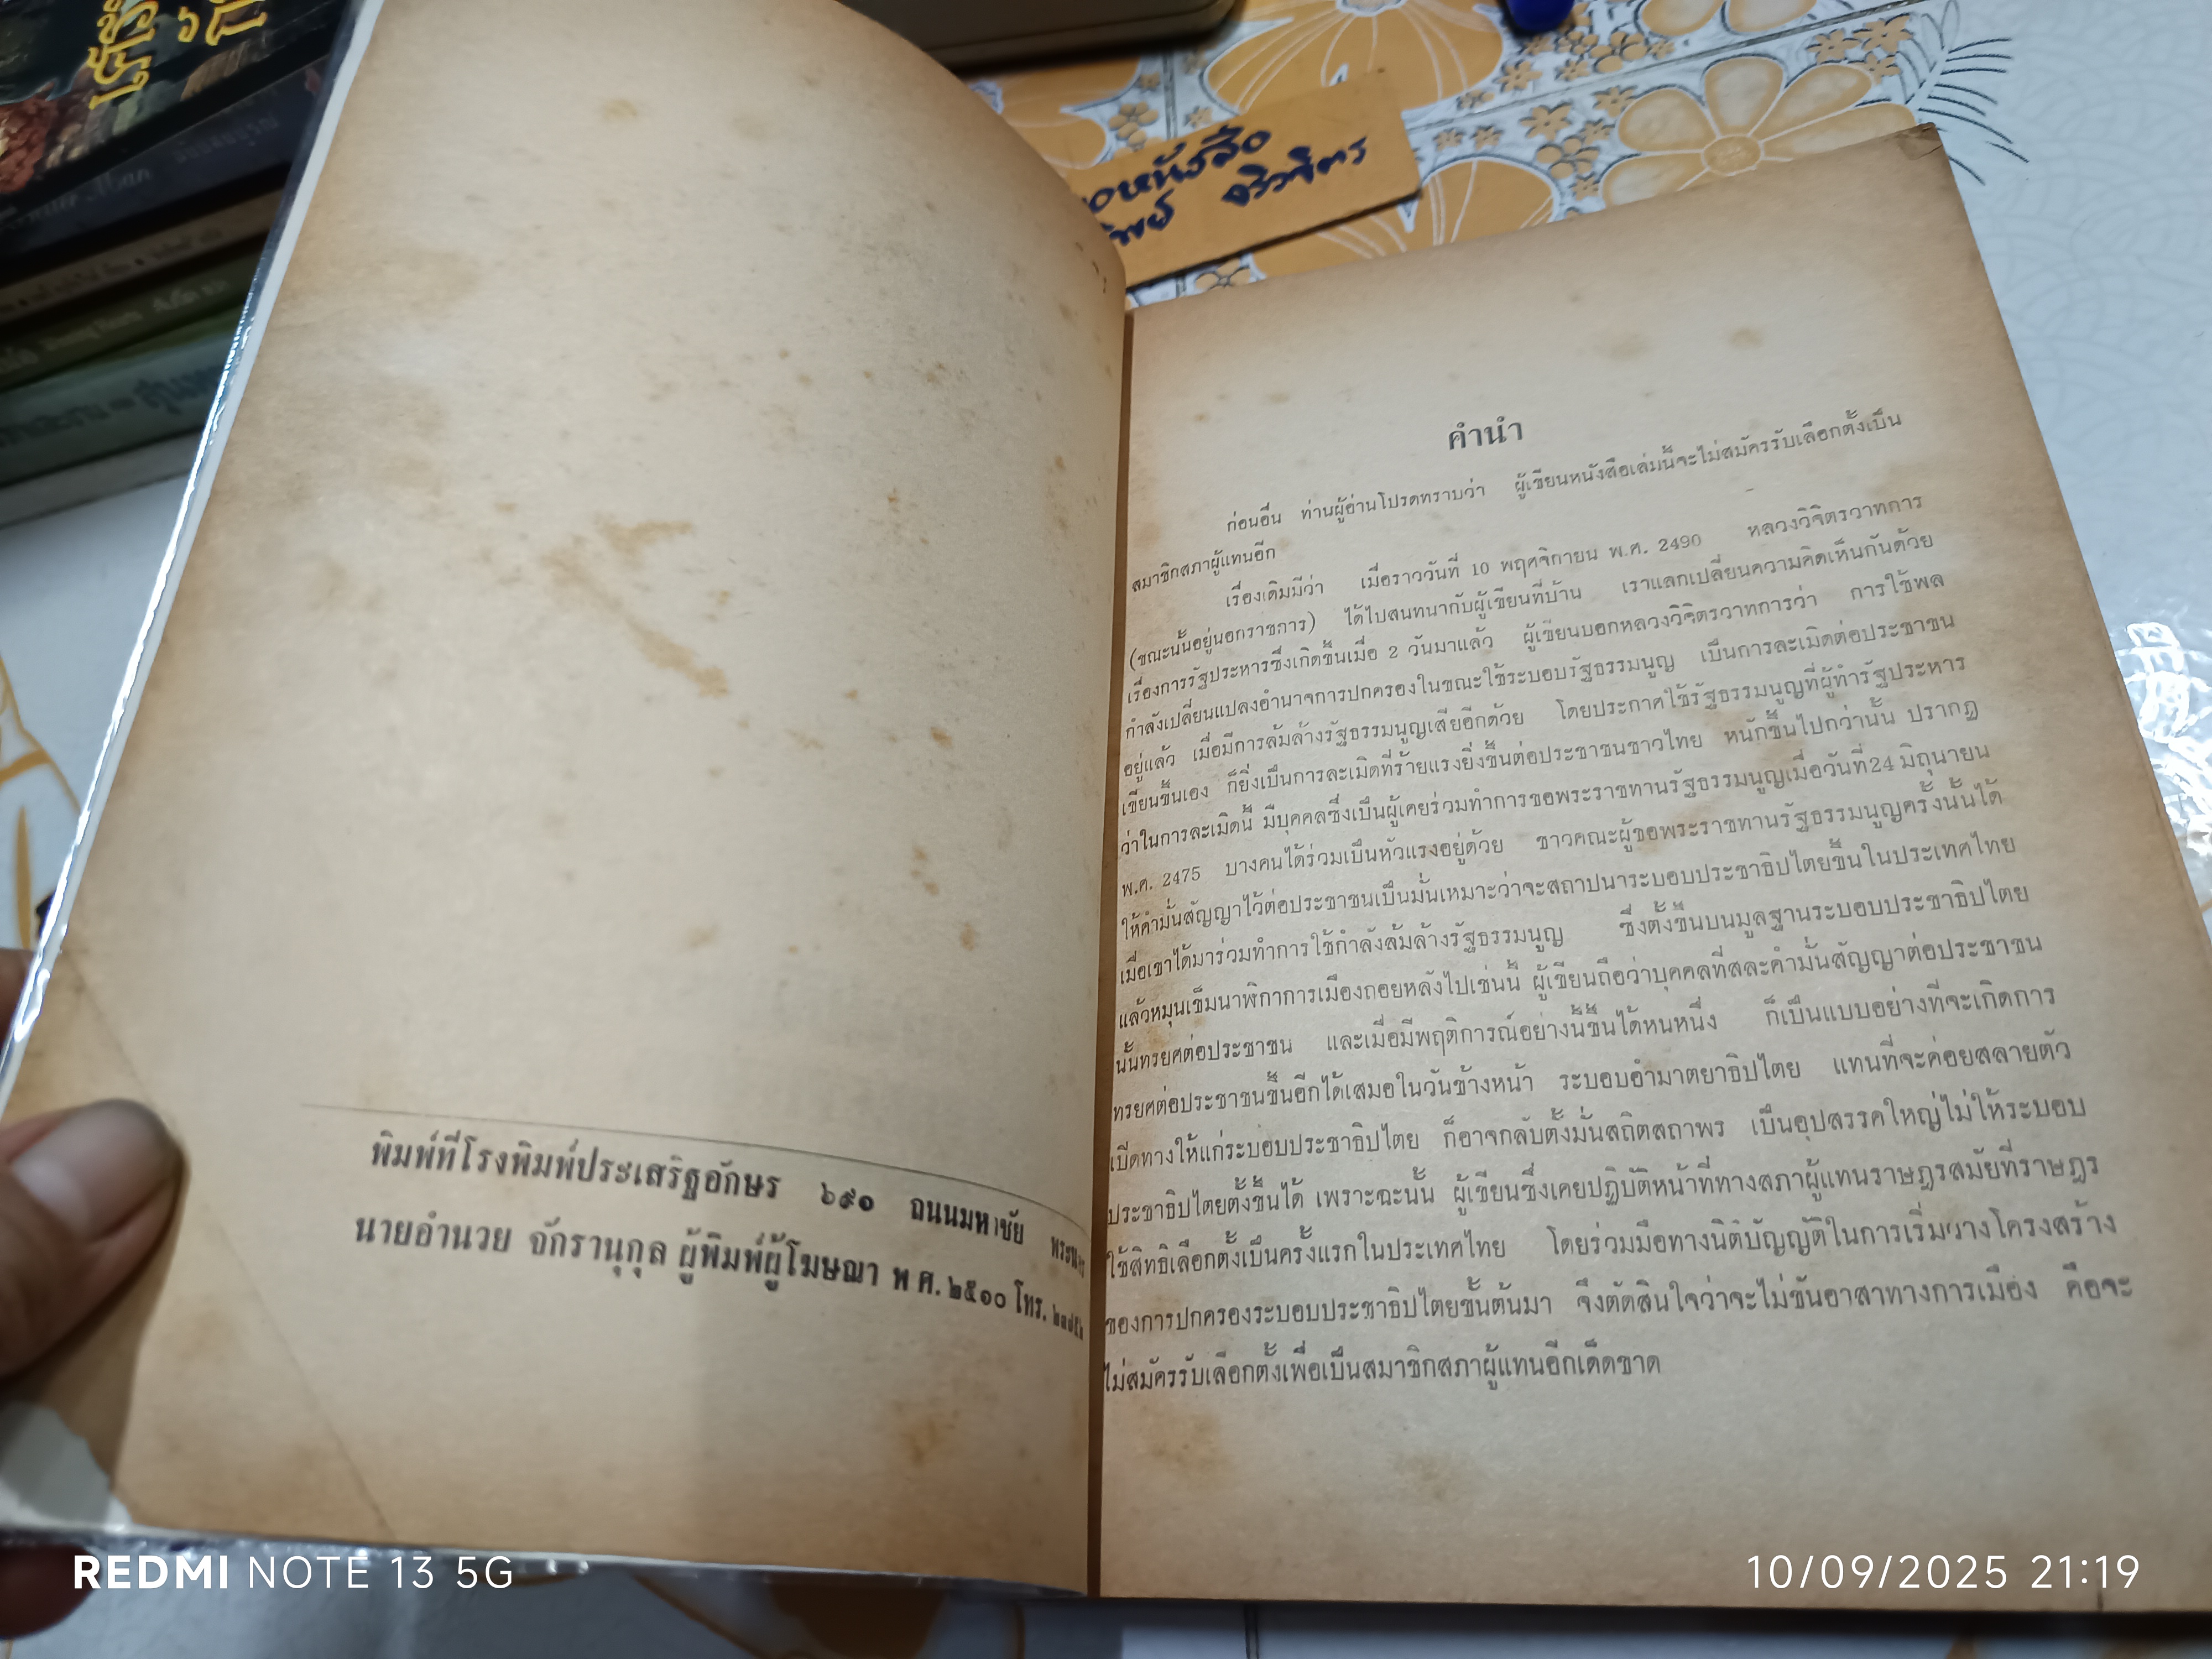 พิมพ์ที่โรงพิมพ์ประเสริฐอักษร ๖๙๑ ถนนมหาชัย
นายอำนวย จักรานุกุล ผู้พิมพ์ผู้โฆษณา พ ศ. ๒๕๐๐ โทร.
คำนำ
ก่อนอื่น ท่านผู้อ่านโปรดทราบว่า ผู้เขียนหนังสือเล่มนี้จะไม่สมัครรับเลือกตั้งเป็น
สมาชิกสภาผู้แทนอีก
เรื่องเดิมมีว่า เมื่อราววันที่ 10 พฤศจิกายน พ.ศ. 2490 หลวงวิจิตรวาทการ
(ขณะนั้นอยู่นอกราชการ) ได้ไปสนทนากับผู้เขียนที่บ้าน เราแลกเปลี่ยนความคิดเห็นกันด้วย
เรื่องการรัฐประหารซึ่งเกิดขึ้นเมื่อ 2 วันมาแล้ว ผู้เขียนบอกหลวงวิจิตรวาทการว่า การใช้พล
กำลังเปลี่ยนแปลงอำนาจการปกครองในขณะใช้ระบอบรัฐธรรมนูญ เป็นการละเมิดต่อประชาชน
อยู่แล้ว เมื่อมีการล้มล้างรัฐธรรมนูญเสียอีกด้วย โดยประกาศใช้รัฐธรรมนูญที่ผู้ทำรัฐประหาร
เขียนขึ้นเอง ก็ยิ่งเป็นการละเมิดที่ร้ายแรงยิ่งขึ้นต่อประชาชนชาวไทย หนักขึ้นไปกว่านั้น ปรากฏ
ว่าในการละเมิดนี้ มีบุคคลซึ่งเป็นผู้เคยร่วมทำการขอพระราชทานรัฐธรรมนูญเมื่อวันที่24 มิถุนายน
พ.ศ. 2475 บางคนได้ร่วมเป็นหัวแรงอยู่ด้วย ชาวคณะผู้ขอพระราชทานรัฐธรรมนูญครั้งนั้นได้
ให้คำมั่นสัญญาไว้ต่อประชาชนเป็นมั่นเหมาะว่าจะสถาปนาระบอบประชาธิปไตยขึ้นในประเทศไทย
เมื่อเขาได้มาร่วมทำการใช้กำลังล้มล้างรัฐธรรมนูญ ซึ่งตั้งขึ้นบนมูลฐานระบอบประชาธิปไตย
แล้วหมุนเข็มนาฬิกาการเมืองถอยหลังไปเช่นนี้ ผู้เขียนถือว่าบุคคลที่สละคำมั่นสัญญาต่อประชาชน
นั้นทรยศต่อประชาชน และเมื่อมีพฤติการณ์อย่างนี้ขึ้นได้หนหนึ่ง ก็เป็นแบบอย่างที่จะเกิดการ
ทรยศต่อประชาชนขึ้นอีกได้เสมอในวันข้างหน้า ระบอบอำมาตยาธิปไตย แทนที่จะค่อยสลายตัว
เปิดทางให้แก่ระบอบประชาธิปไตย ก็อาจกลับตั้งมั่นสถิตสถาพร เป็นอุปสรรคใหญ่ไม่ให้ระบอบ
ประชาธิปไตยตั้งขึ้นได้ เพราะฉะนั้น ผู้เขียนซึ่งเคยปฏิบัติหน้าที่ทางสภาผู้แทนราษฎรสมัยที่ราษฎร
ใช้สิทธิเลือกตั้งเป็นครั้งแรกในประเทศไทย โดยร่วมมือทางนิติบัญญัติในการเริ่มวางโครงสร้าง
ของการปกครองระบอบประชาธิปไตยขั้นต้นมา จึงตัดสินใจว่าจะไม่ขันอาสาทางการเมือง คือจะ
ไม่สมัครรับเลือกตั้งเพื่อเป็นสมาชิกสภาผู้แทนอีกเด็ดขาด
REDMI NOTE 13 5G
10/09/2025 21:19